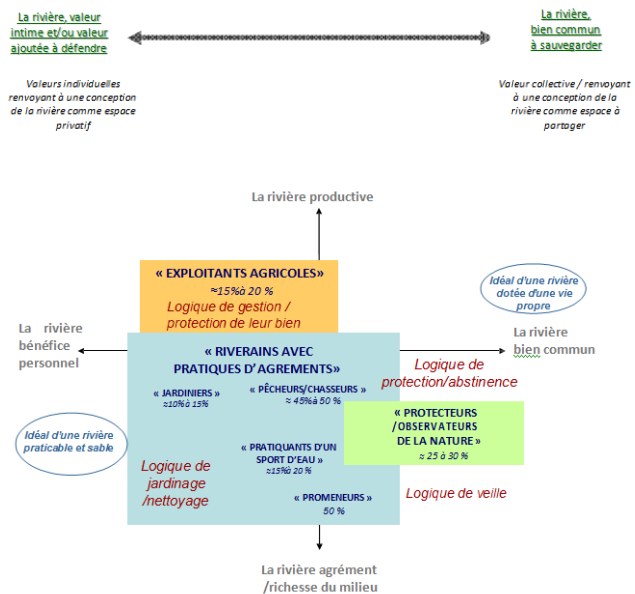 La rivière, valeur
intime et/ou valeur
ajoutée à défendre
La rivière,
bien commun
à sauvegarder
Valeurs individuelles
renvoyant à une conception
de la rivière comme espace
privatif
Valeur collective / renvoyant
à une conception de la
rivière comme espace à
partager
La rivière productive
« EXPLOITANTS AGRICOLES»
≈15%à 20 %
Logique de gestion /
protection de leur bien
Idéal d'une rivière
dotée d'une vie
propre
La rivière
bénéfice
personnel
La rivière
bien commun
« RIVERAINS AVEC
PRATIQUES D'AGREMENTS»
Logique de
protection/abstinence
« JARDINIERS »
≈10% à 15%
« PÊCHEURS/CHASSEURS »
≈ 45% à 50 %
« PROTECTEURS
/OBSERVATEURS
DE LA NATURE »
≈ 25 à 30 %
Idéal d'une rivière
praticable et sable
« PRATIQUANTS D'UN
SPORT D'EAU »
≈15% à 20 %
Logique de
jardinage
/nettoyage
Logique de veille
« PROMENEURS »
50 %
La rivière agrément
/richesse du milieu